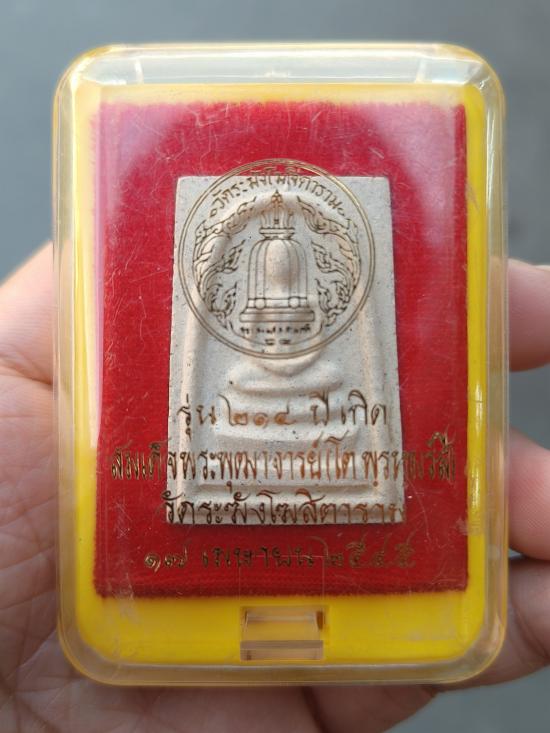 วัดระฆังโฆสิตาราม
รุ่น ๒๑๔ ปี เกิด
สมเด็จพระพุฒาจารย์(โต พรหมรังสี)
วัดระฆังโฆสิตาราม
๑๗ เมษายน ๒๕๔๕